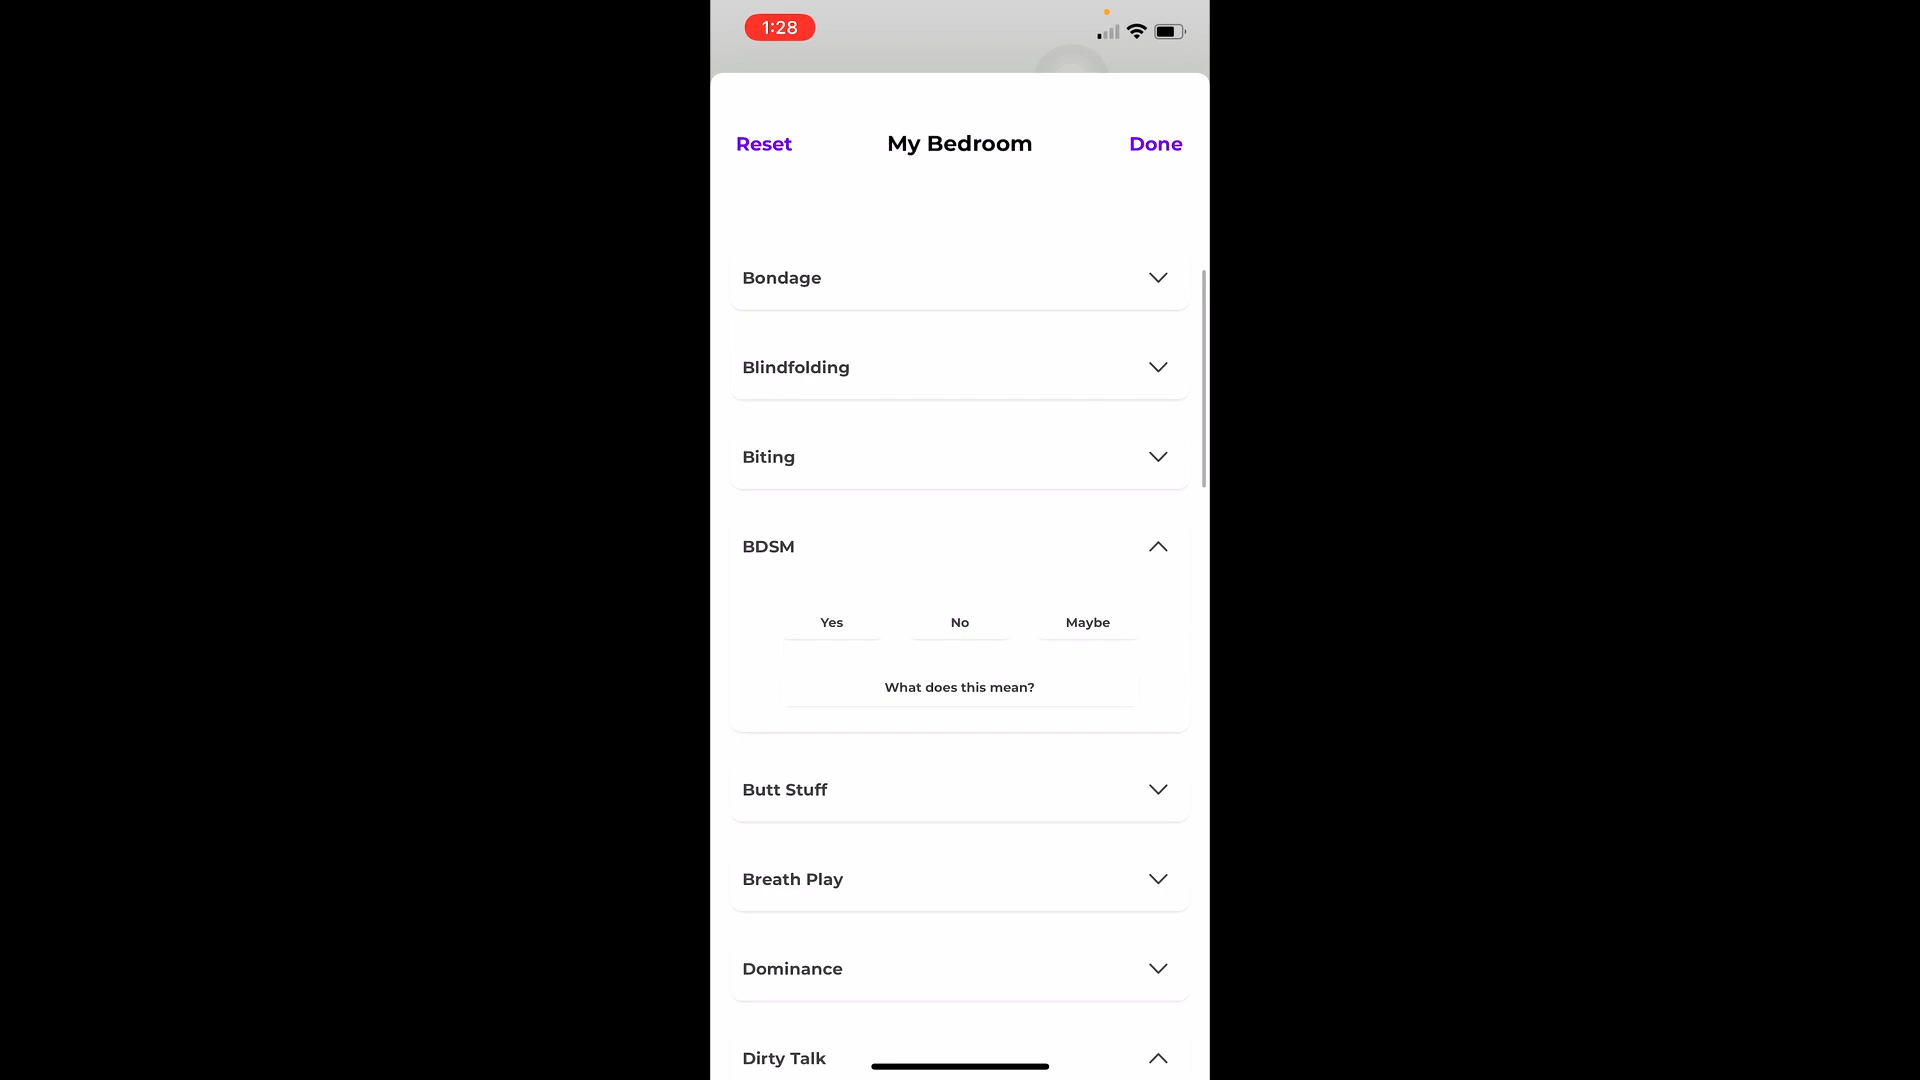 1:28
Reset My Bedroom Done
Bondage
Blindfolding
Biting
BDSM
Yes No Maybe
What does this mean?
Butt Stuff
Breath Play
Dominance
Dirty Talk